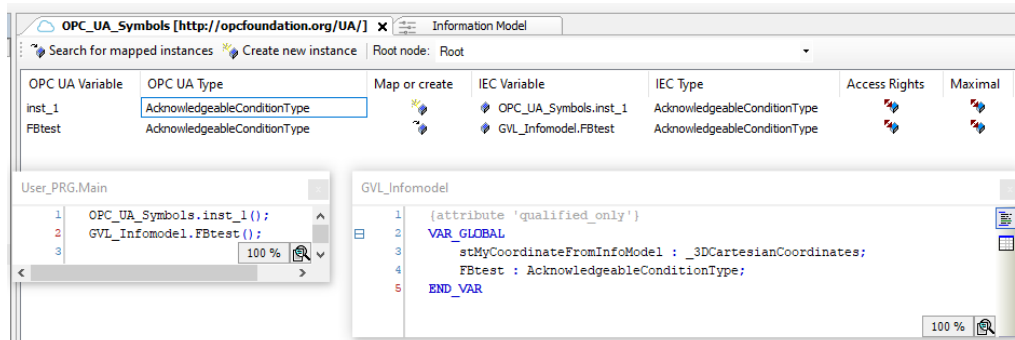 OPC_UA_Symbols [http://opcfoundation.org/UA/] x Information Model
Search for mapped instances Create new instance Root node: Root
OPC UA Variable OPC UA Type Map or create IEC Variable IEC Type Access Rights Maximal
inst_1 AcknowledgeableConditionType OPC_UA_Symbols.inst_1 AcknowledgeableConditionType
FBtest AcknowledgeableConditionType GVL_Infomodel.FBtest AcknowledgeableConditionType
User_PRG.Main
1 OPC_UA_Symbols.inst_1();
2 GVL_Infomodel.FBtest();
3
100 %
GVL_Infomodel
1 {attribute 'qualified_only'}
2 VAR_GLOBAL
3 stMyCoordinateFromInfoModel : _3DCartesianCoordinates;
4 FBtest : AcknowledgeableConditionType;
5 END_VAR
100 %